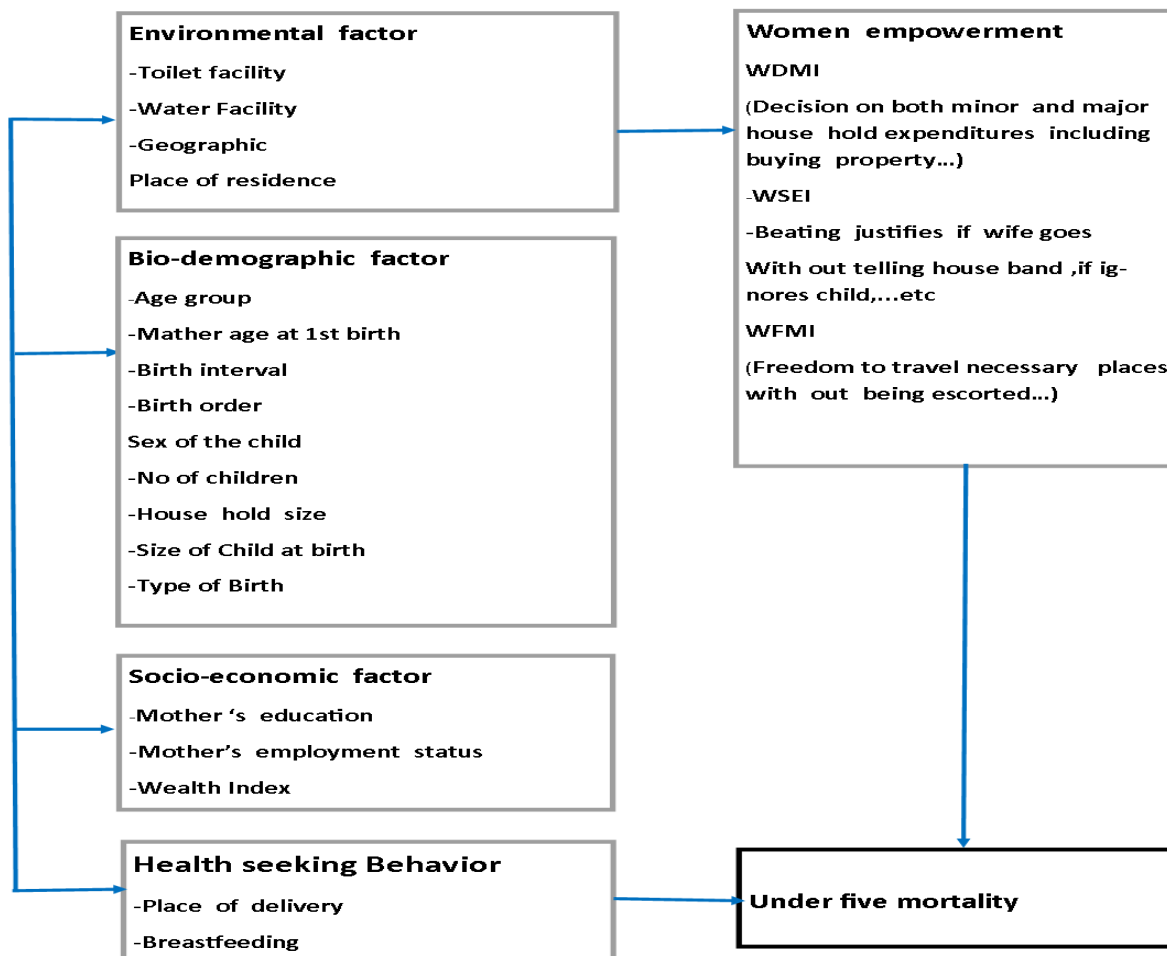 Environmental factor
-Toilet facility
-Water Facility
-Geographic
Place of residence
Bio-demographic factor
-Age group
-Mather age at 1st birth
-Birth interval
-Birth order
Sex of the child
-No of children
-House hold size
-Size of Child at birth
-Type of Birth
Socio-economic factor
-Mother ‘s education
-Mother’s employment status
-Wealth Index
Health seeking Behavior
-Place of delivery
-Breastfeeding
Women empowerment
WDMI
(Decision on both minor and major
house hold expenditures including
buying property...)
-WSEI
-Beating justifies if wife goes
With out telling house band ,if ig-
nores child,...etc
WFMI
(Freedom to travel necessary places
with out being escorted...)
Under five mortality